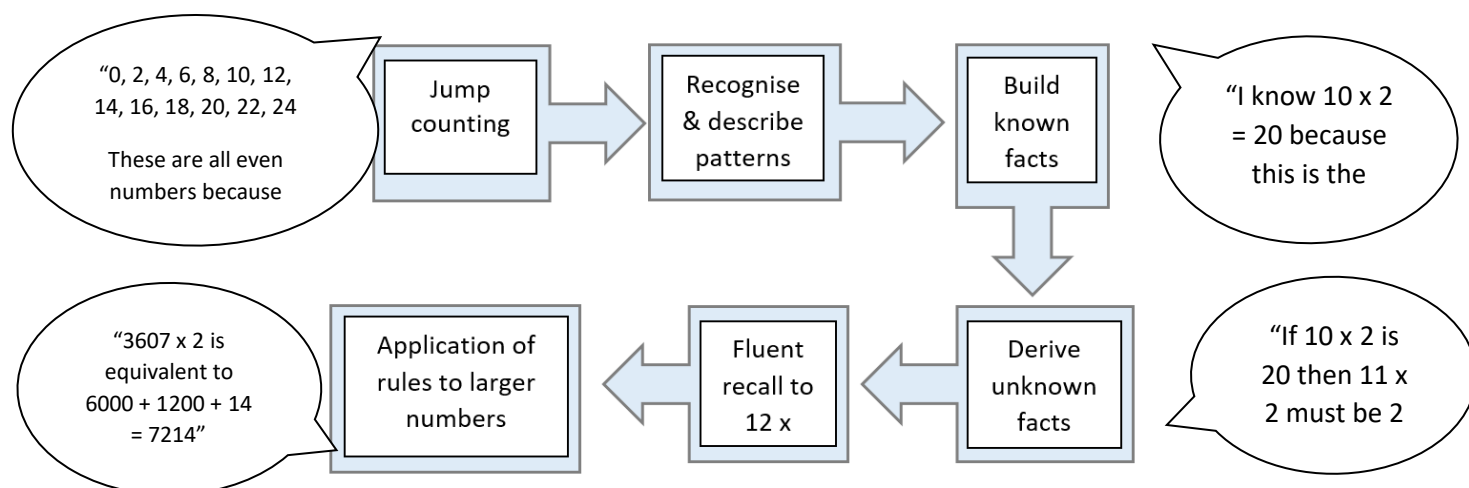 “0, 2, 4, 6, 8, 10, 12,
14, 16, 18, 20, 22, 24
These are all even
numbers because
Jump
counting
Recognise
& describe
patterns
Build
known
facts
“I know 10 x 2
= 20 because
this is the
“3607 x 2 is
equivalent to
6000 + 1200 + 14
= 7214”
Application of
rules to larger
numbers
Fluent
recall to
12 x
Derive
unknown
facts
“If 10 x 2 is
20 then 11 x
2 must be 2